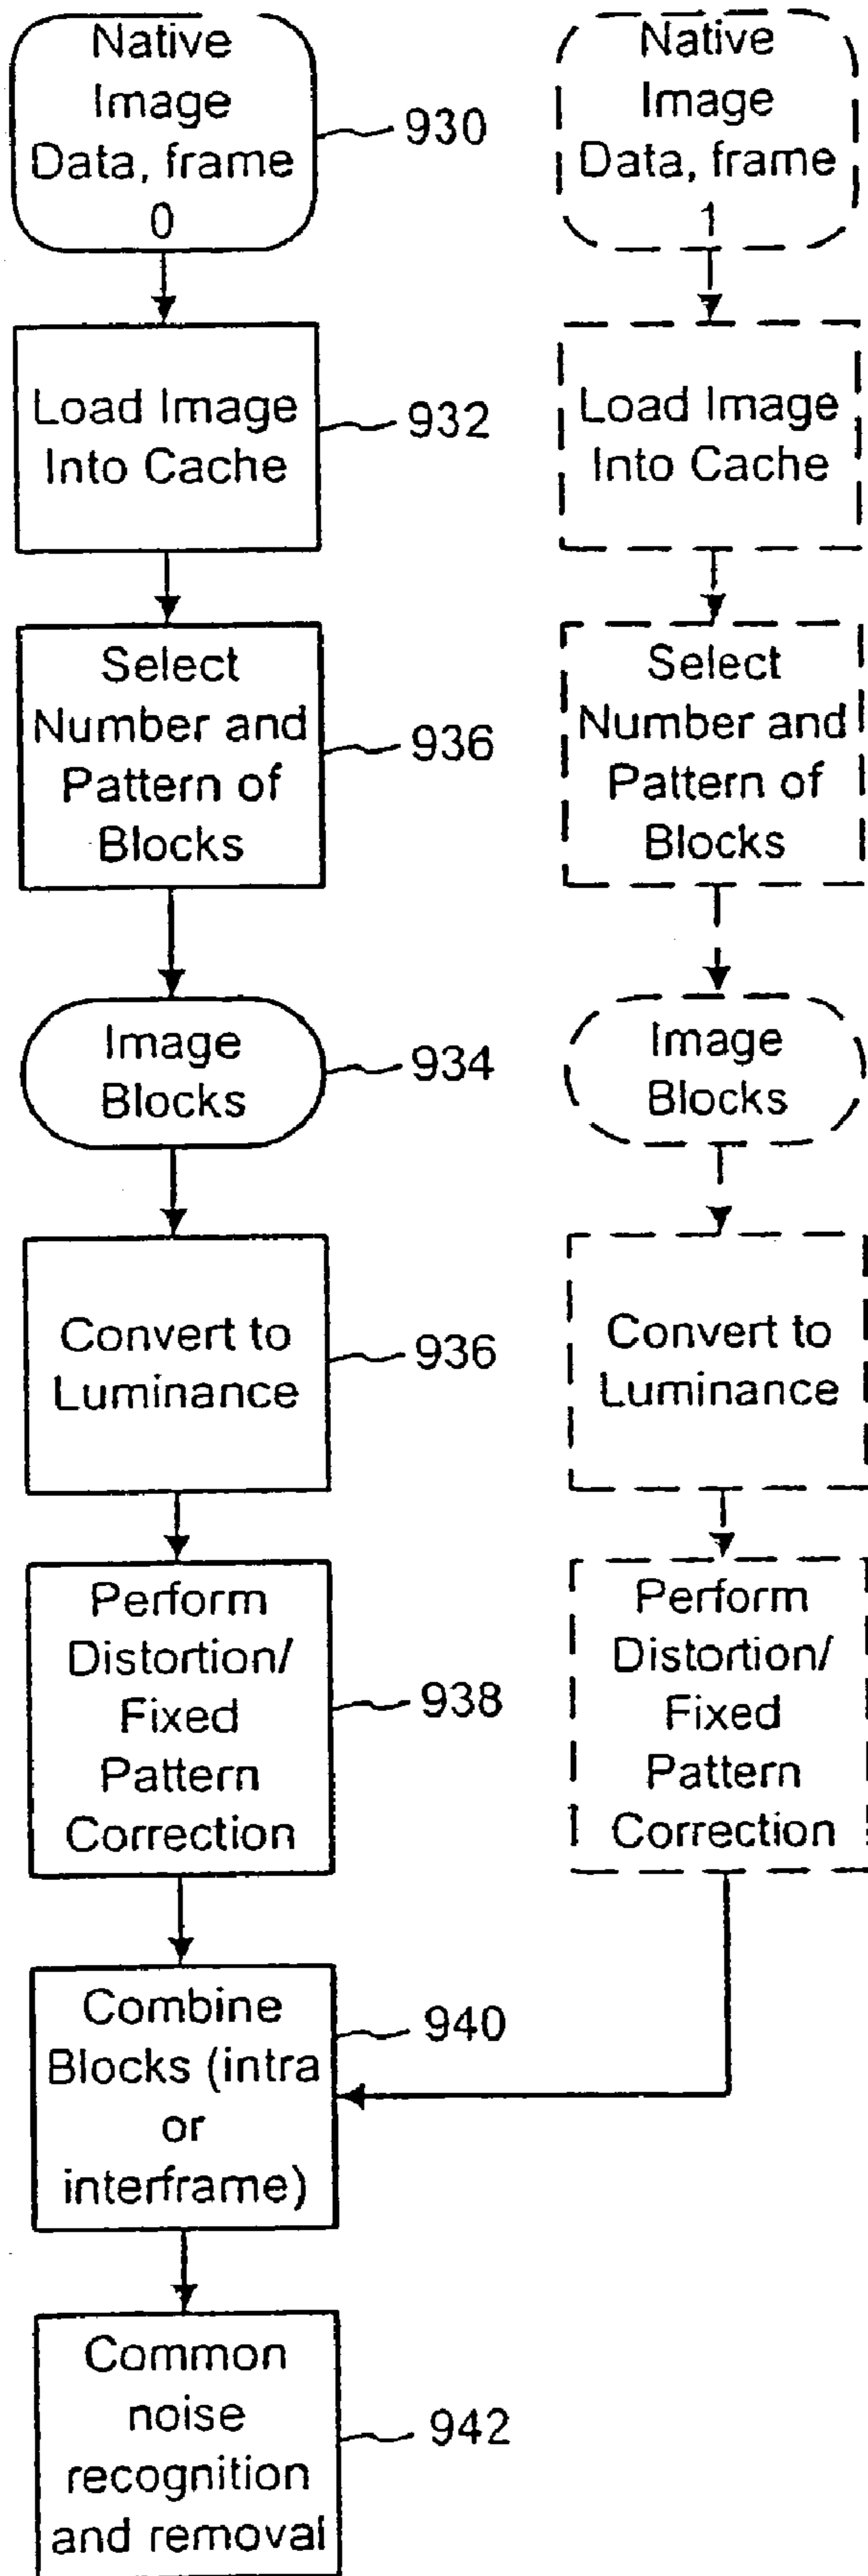 Native
Image
Data, frame
0
930
Load Image
Into Cache
932
Select
Number and
Pattern of
Blocks
936
Image
Blocks
934
Convert to
Luminance
936
Perform
Distortion/
Fixed
Pattern
Correction
938
Combine
Blocks (intra
or
interframe)
940
Common
noise
recognition
and removal
942
Native
Image
Data, frame
1
Load Image
Into Cache
Select
Number and
Pattern of
Blocks
Image
Blocks
Convert to
Luminance
Perform
Distortion/
Fixed
Pattern
Correction